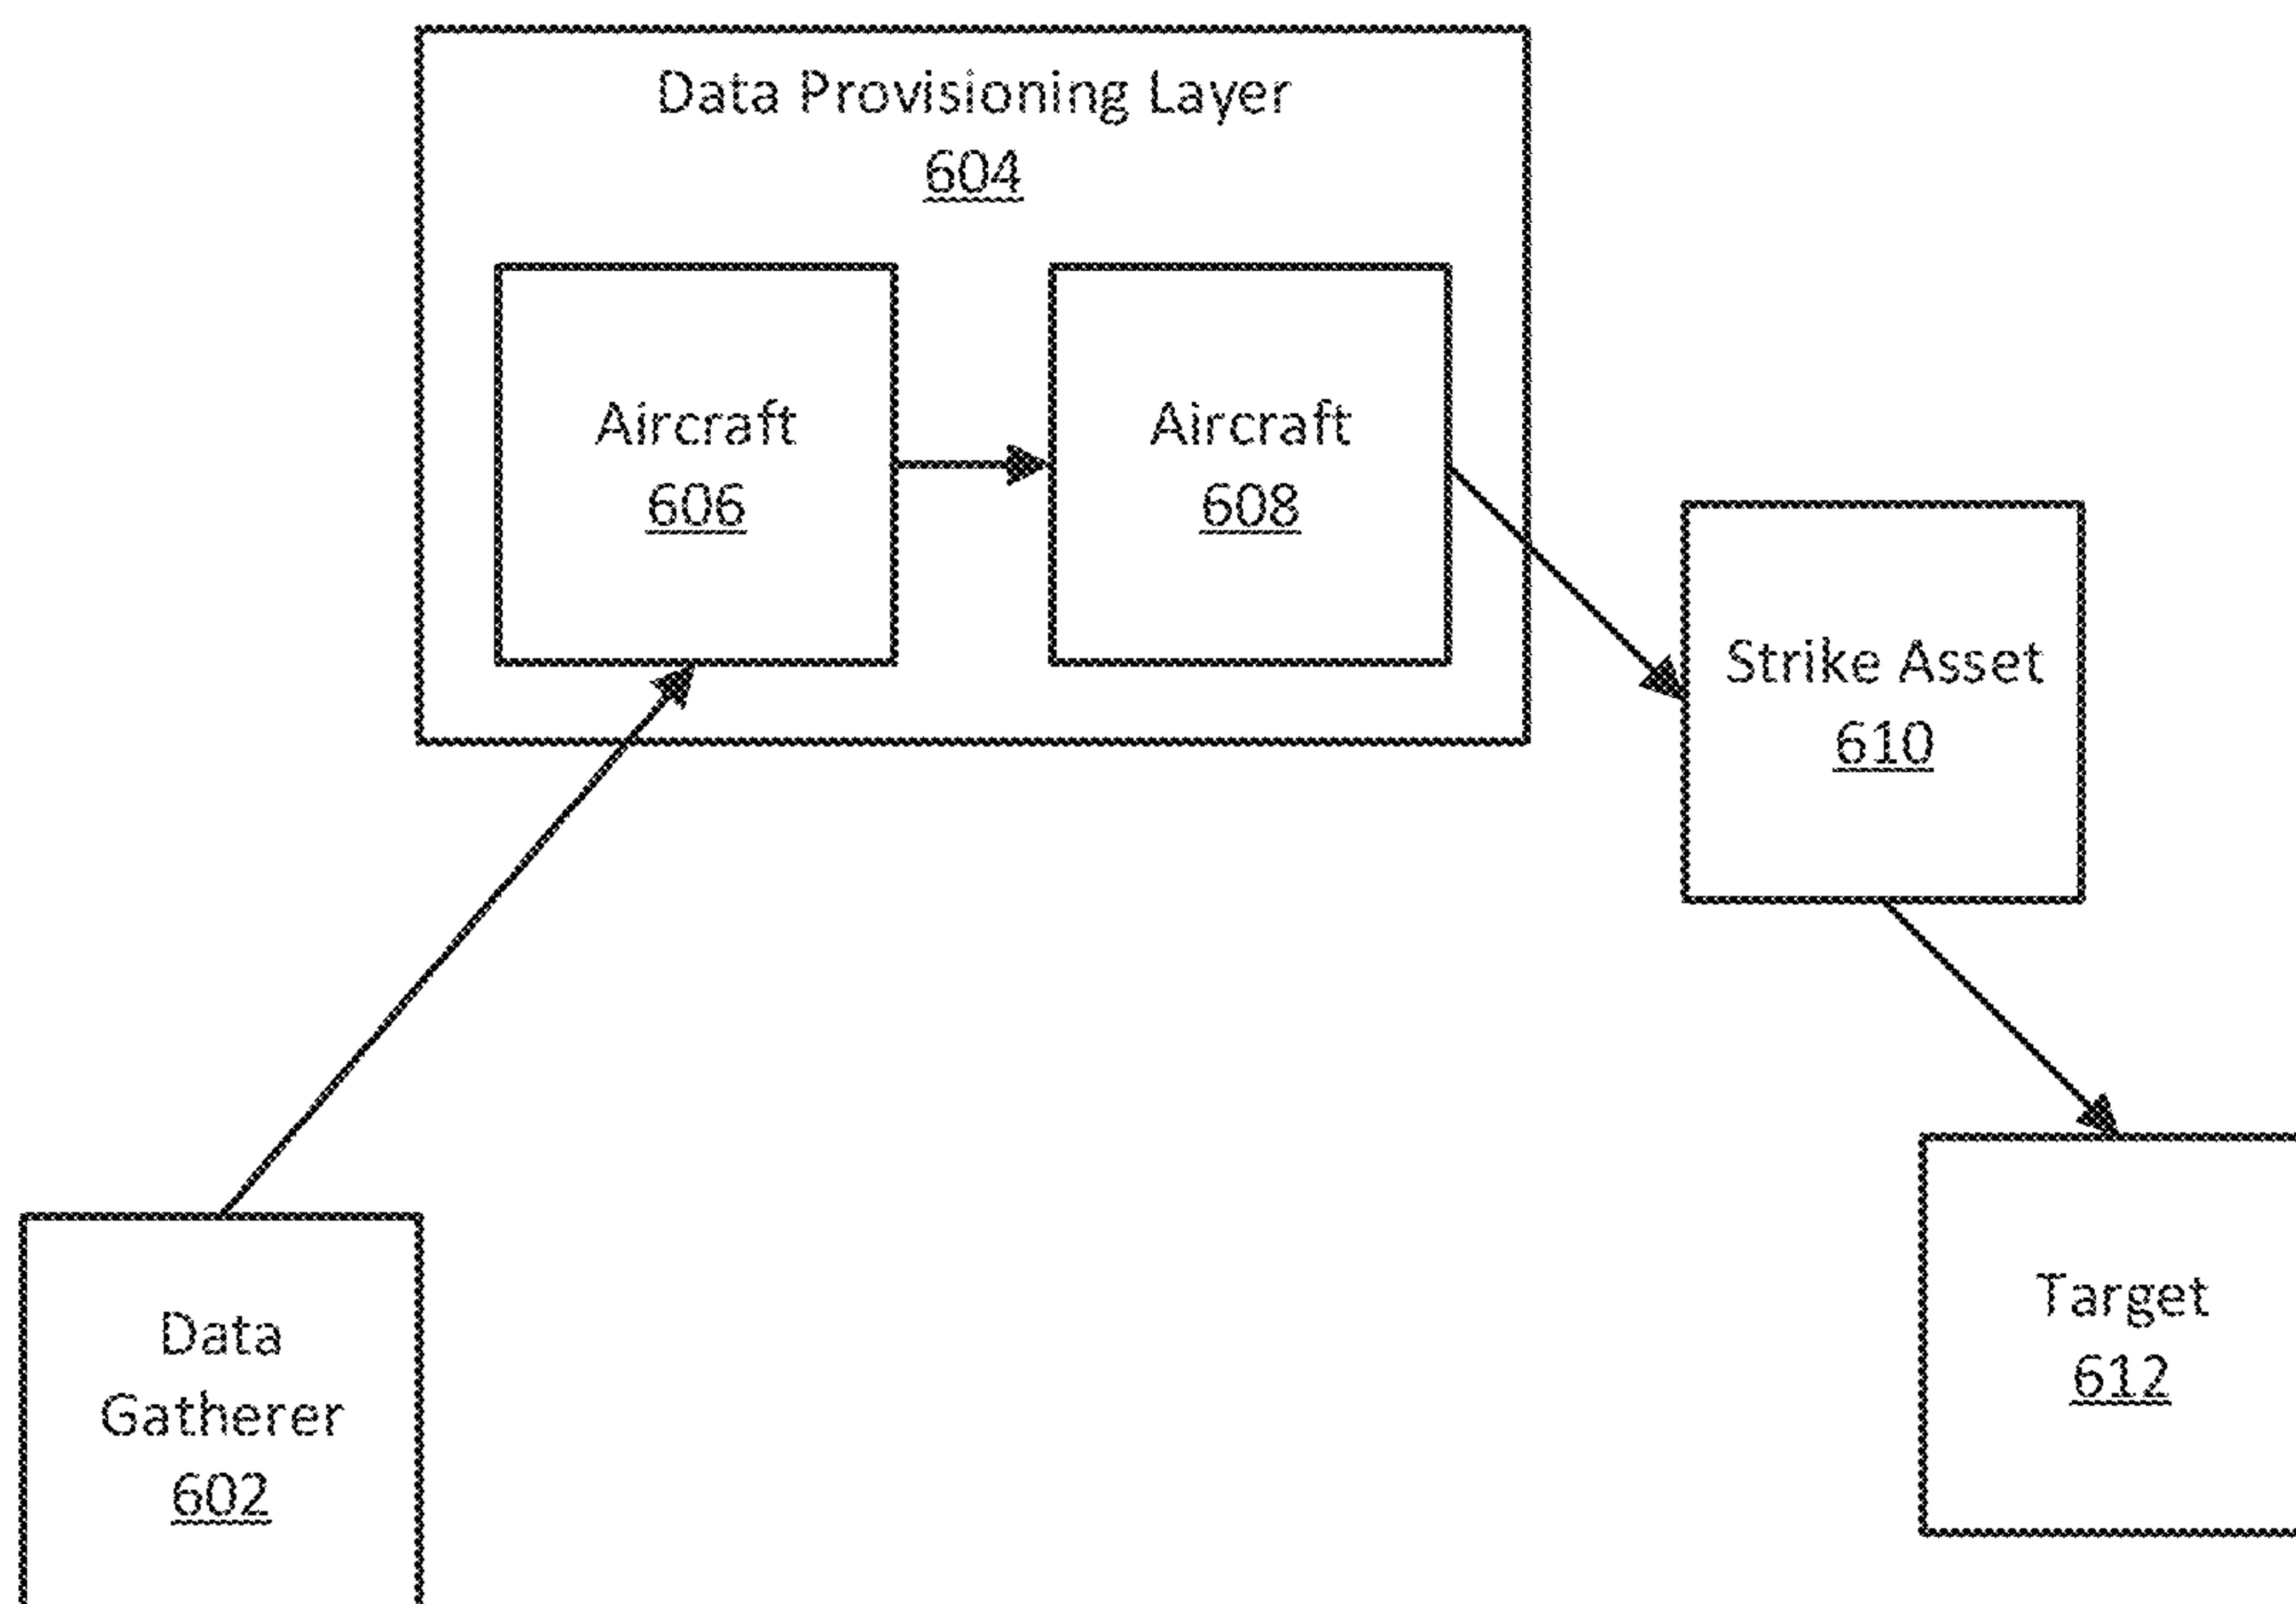 Data Provisioning Layer
604
Aircraft
606
Aircraft
608
Strike Asset
610
Data
Gatherer
602
Target
612